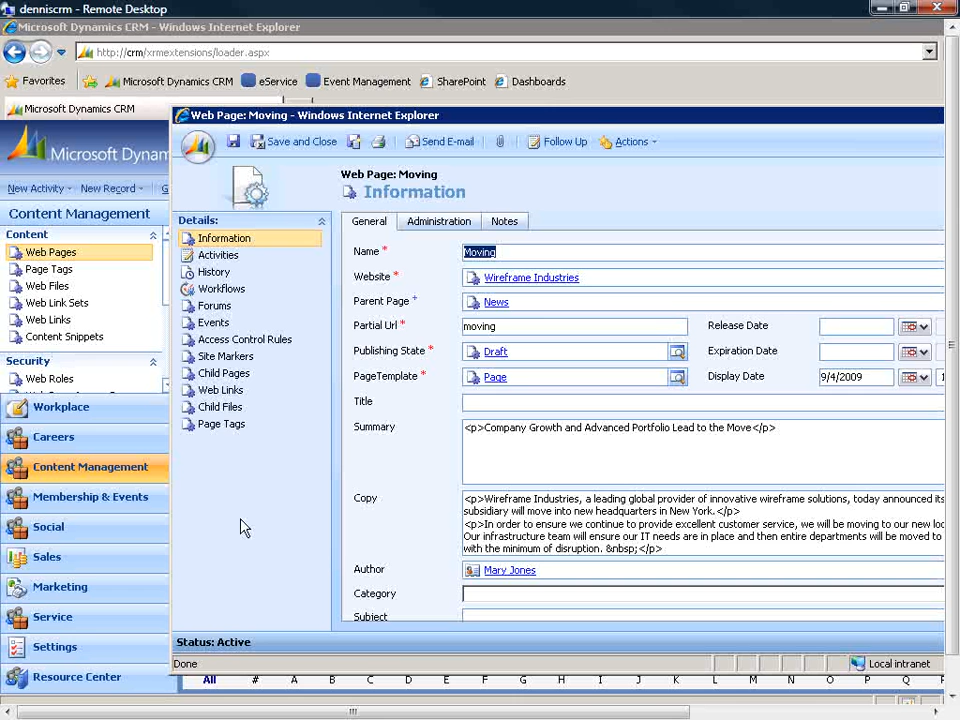 denniscrm - Remote Desktop
Microsoft Dynamics CRM - Windows Internet Explorer
http://crm/xrmextensions/loader.aspx
Favorites Microsoft Dynamics CRM eService Event Management SharePoint Dashboards
Microsoft Dynamics CRM
Web Page: Moving - Windows Internet Explorer
Save and Close Send E-mail Follow Up Actions
Microsoft Dynam
New Activity New Record G
Web Page: Moving
Information
Content Management
Content
Web Pages
Page Tags
Web Files
Web Link Sets
Web Links
Content Snippets
Security
Web Roles
Workplace
Careers
Content Management
Membership & Events
Social
Sales
Marketing
Service
Settings
Resource Center
Details:
Information
Activities
History
Workflows
Forums
Events
Access Control Rules
Site Markers
Child Pages
Web Links
Child Files
Page Tags
General Administration Notes
Name * Moving
Website * Wireframe Industries
Parent Page + News
Partial Url * moving Release Date
Publishing State * Draft Expiration Date
PageTemplate * Page Display Date 9/4/2009 1
Title
Summary <p>Company Growth and Advanced Portfolio Lead to the Move</p>
Copy <p>Wireframe Industries, a leading global provider of innovative wireframe solutions, today announced its
subsidiary will move into new headquarters in New York.</p>
<p>In order to ensure we continue to provide excellent customer service, we will be moving to our new loc
Our infrastructure team will ensure our IT needs are in place and then entire departments will be moved to
with the minimum of disruption. &nbsp;</p>
Author Mary Jones
Category
Subject
Status: Active
Done Local intranet
All # A B C D E F G H I J K L M N O P Q